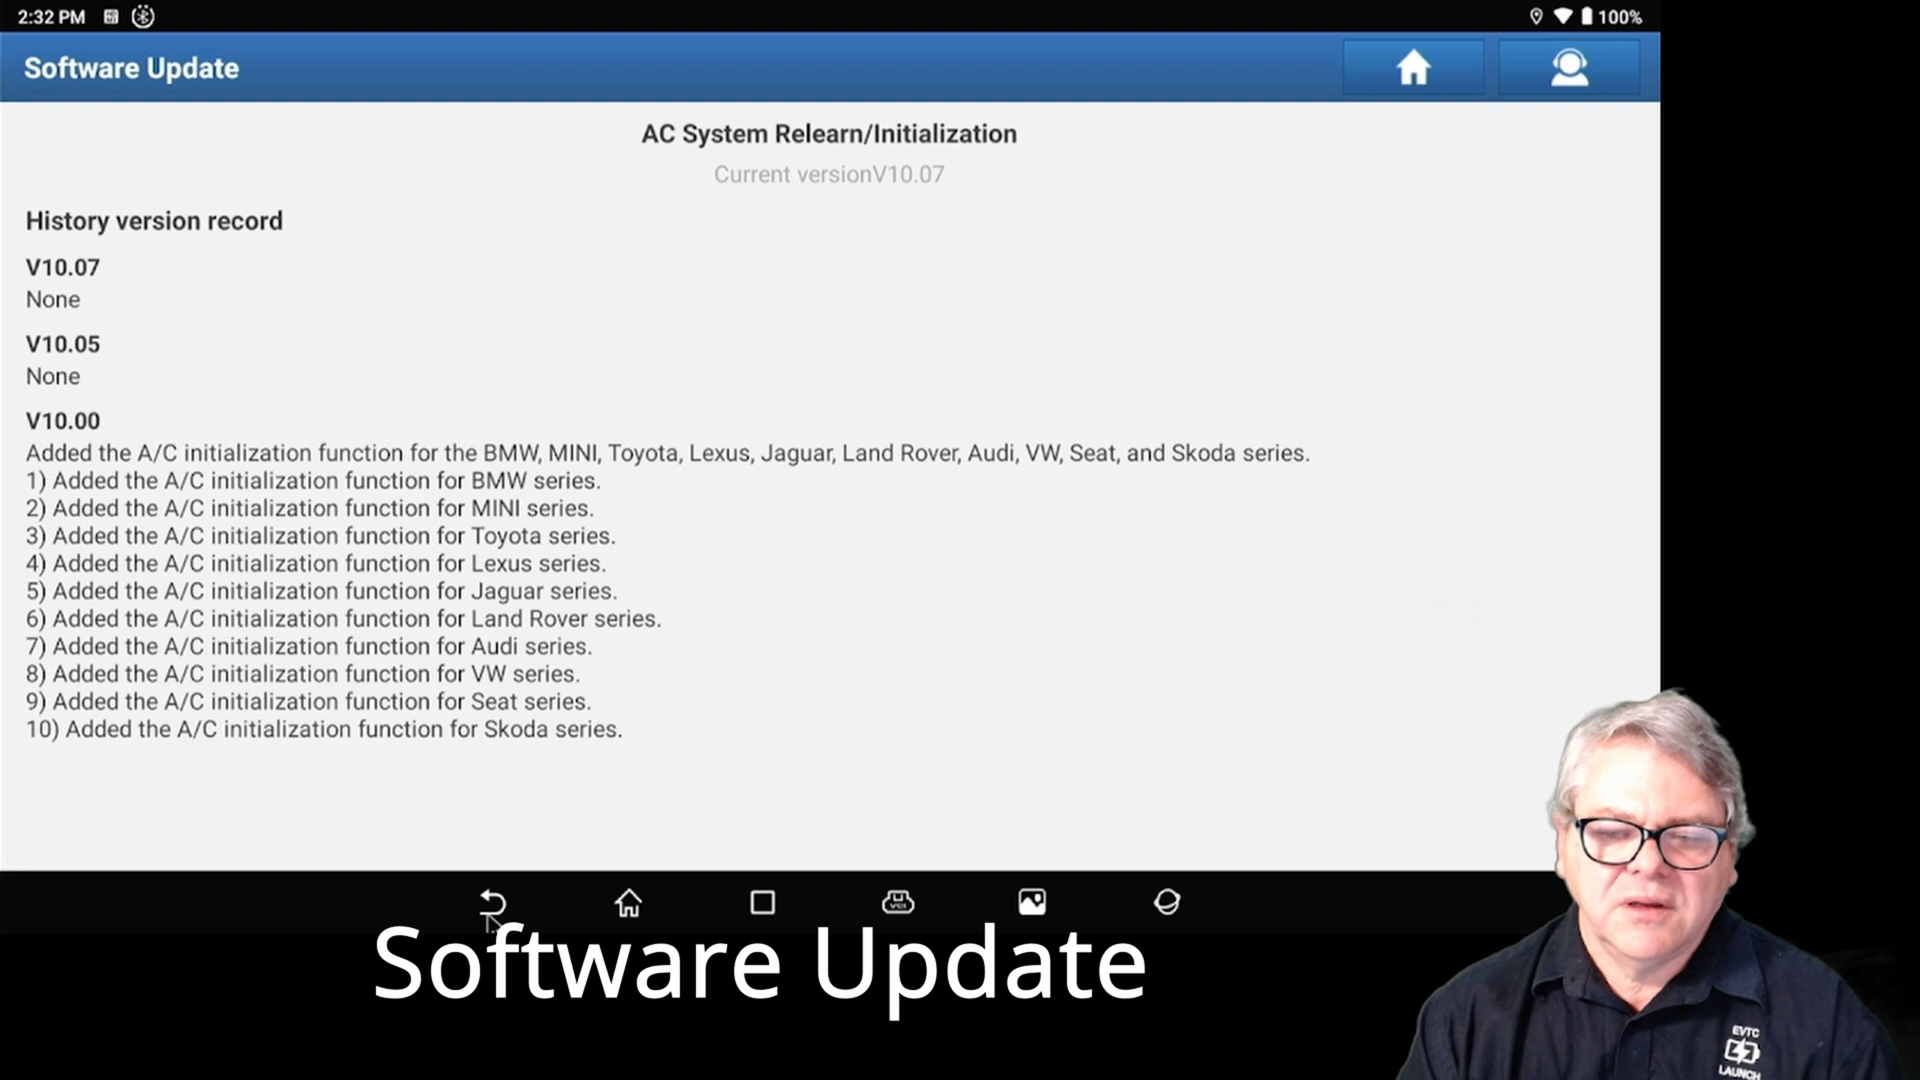 2:32 PM
100%
Software Update
AC System Relearn/Initialization
Current versionV10.07
History version record
V10.07
None
V10.05
None
V10.00
Added the A/C initialization function for the BMW, MINI, Toyota, Lexus, Jaguar, Land Rover, Audi, VW, Seat, and Skoda series.
1) Added the A/C initialization function for BMW series.
2) Added the A/C initialization function for MINI series.
3) Added the A/C initialization function for Toyota series.
4) Added the A/C initialization function for Lexus series.
5) Added the A/C initialization function for Jaguar series.
6) Added the A/C initialization function for Land Rover series.
7) Added the A/C initialization function for Audi series.
8) Added the A/C initialization function for VW series.
9) Added the A/C initialization function for Seat series.
10) Added the A/C initialization function for Skoda series.
VCI
Software Update
EVTC
LAUNCH